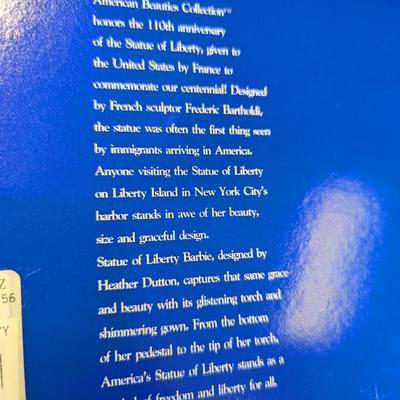 American Beauties Collection™
honors the 110th anniversary
of the Statue of Liberty, given to
the United States by France to
commemorate our centennial! Designed
by French sculptor Frederic Bartholdi,
the statue was often the first thing seen
by immigrants arriving in America.
Anyone visiting the Statue of Liberty
on Liberty Island in New York City's
harbor stands in awe of her beauty,
size and graceful design.
Statue of Liberty Barbie, designed by
Heather Dutton, captures that same grace
and beauty with its glistening torch and
shimmering gown. From the bottom
of her pedestal to the tip of her torch,
America's Statue of Liberty stands as a
of freedom and liberty for all.
Z
56
Y